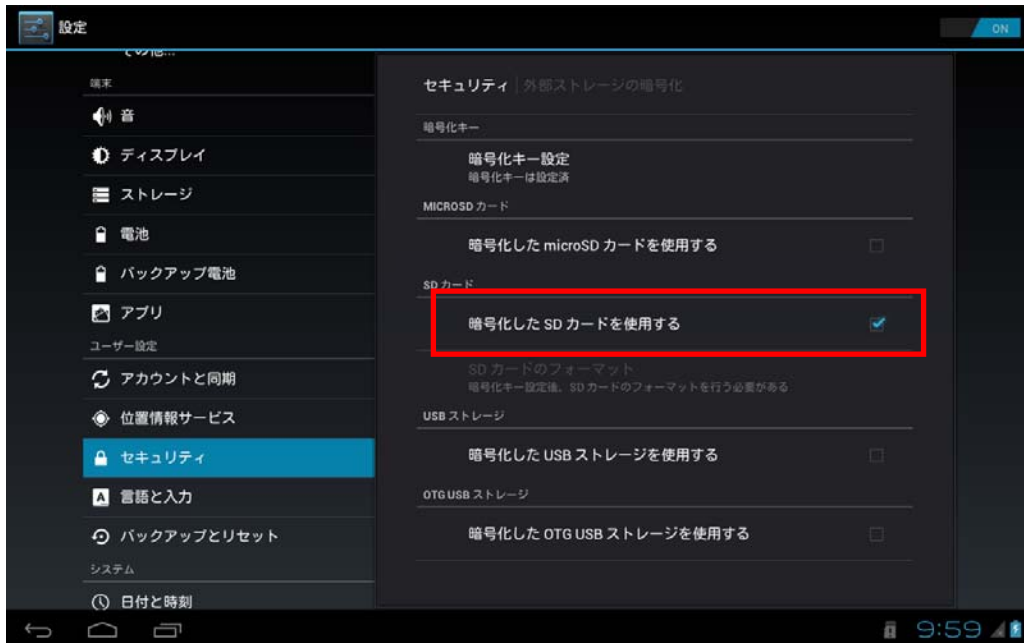 設定
ON
その他...
端末
音
ディスプレイ
ストレージ
電池
バックアップ電池
アプリ
ユーザー設定
アカウントと同期
位置情報サービス
セキュリティ
言語と入力
バックアップとリセット
システム
日付と時刻
セキュリティ 外部ストレージの暗号化
暗号化キー
暗号化キー設定
暗号化キーは設定済
MICROSD カード
暗号化した microSD カードを使用する
SD カード
暗号化した SD カードを使用する
SD カードのフォーマット
暗号化キー設定後、SD カードのフォーマットを行う必要がある
USB ストレージ
暗号化した USB ストレージを使用する
OTG USB ストレージ
暗号化した OTG USB ストレージを使用する
9:59